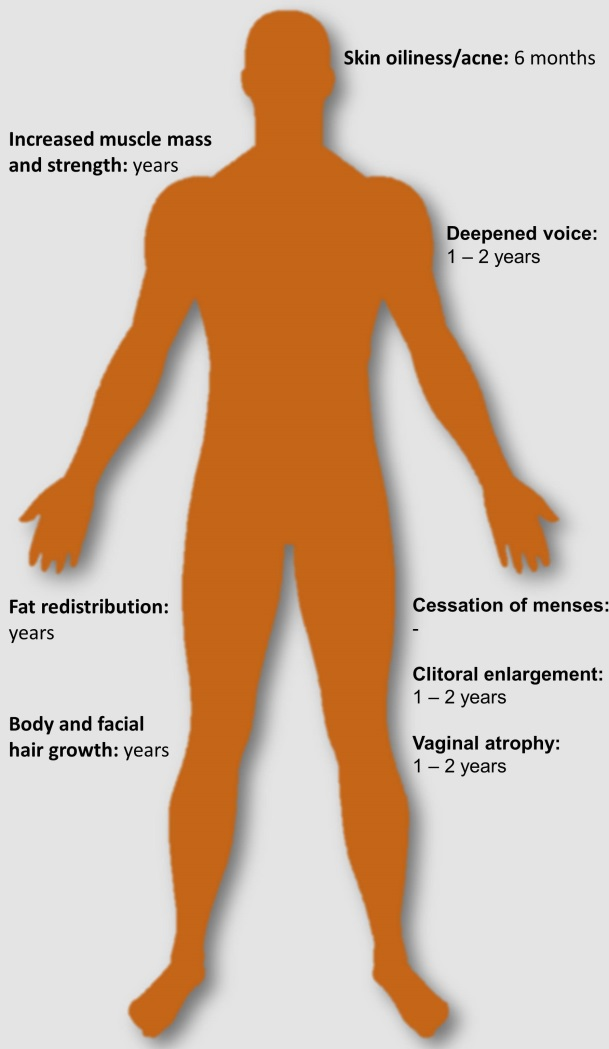 Skin oiliness/acne: 6 months
Increased muscle mass
and strength: years
Deepened voice:
1 – 2 years
Fat redistribution:
years
Body and facial
hair growth: years
Cessation of menses:
-
Clitoral enlargement:
1 – 2 years
Vaginal atrophy:
1 – 2 years